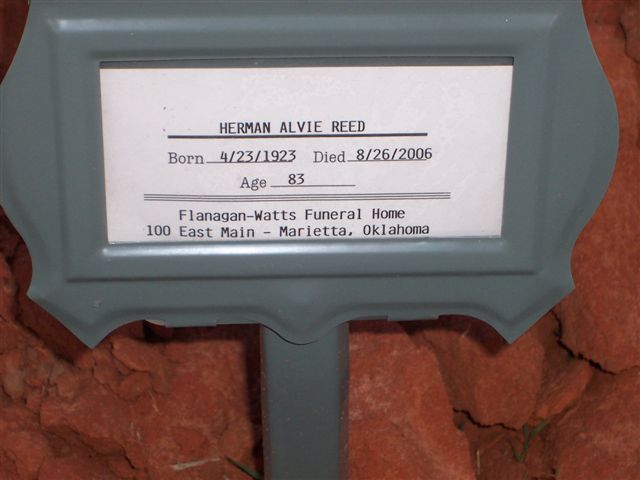 HERMAN ALVIE REED
Born 4/23/1923 Died 8/26/2006
Age 83
Flanagan-Watts Funeral Home
100 East Main - Marietta, Oklahoma